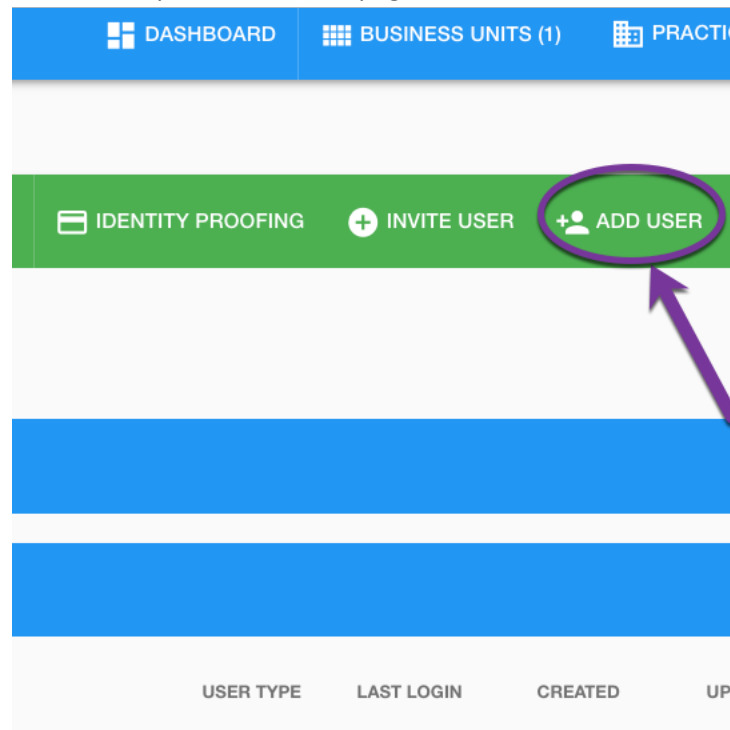 DASHBOARD BUSINESS UNITS (1)
IDENTITY PROOFING INVITE USER ADD USER
USER TYPE LAST LOGIN CREATED